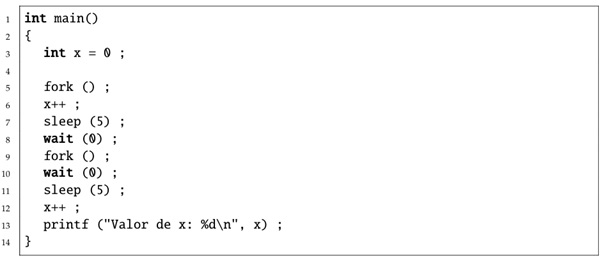 1 int main()
2 {
3 int x = 0 ;
4
5 fork () ;
6 x++ ;
7 sleep (5) ;
8 wait (0) ;
9 fork () ;
10 wait (0) ;
11 sleep (5) ;
12 x++ ;
13 printf ("Valor de x: %d\n", x) ;
14 }